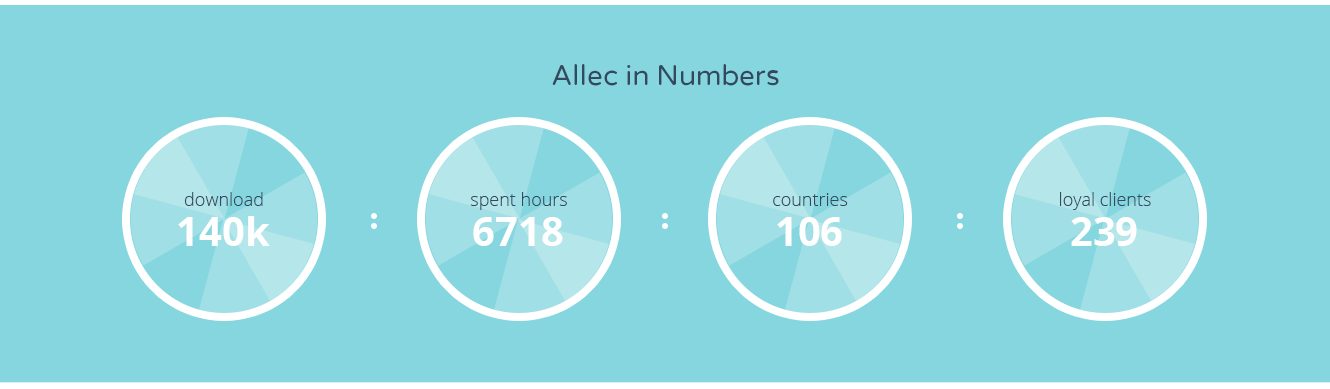 Allec in Numbers
download
140k
:
spent hours
6718
:
countries
106
:
loyal clients
239